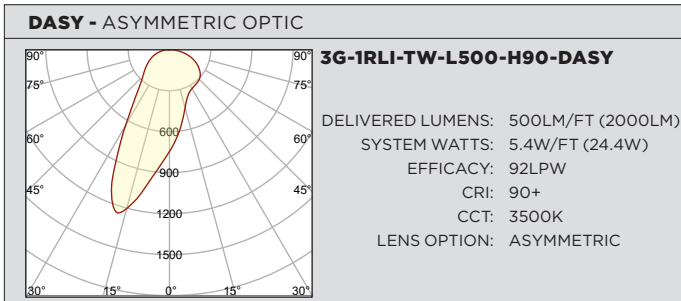 DASY - ASYMMETRIC OPTIC
90° 90°
75° 75°
60° 60°
45° 45°
30° 15° 0° 15° 30°
600
900
1200
1500
3G-1RLI-TW-L500-H90-DASY
DELIVERED LUMENS: 500LM/FT (2000LM)
SYSTEM WATTS: 5.4W/FT (24.4W)
EFFICACY: 92LPW
CRI: 90+
CCT: 3500K
LENS OPTION: ASYMMETRIC